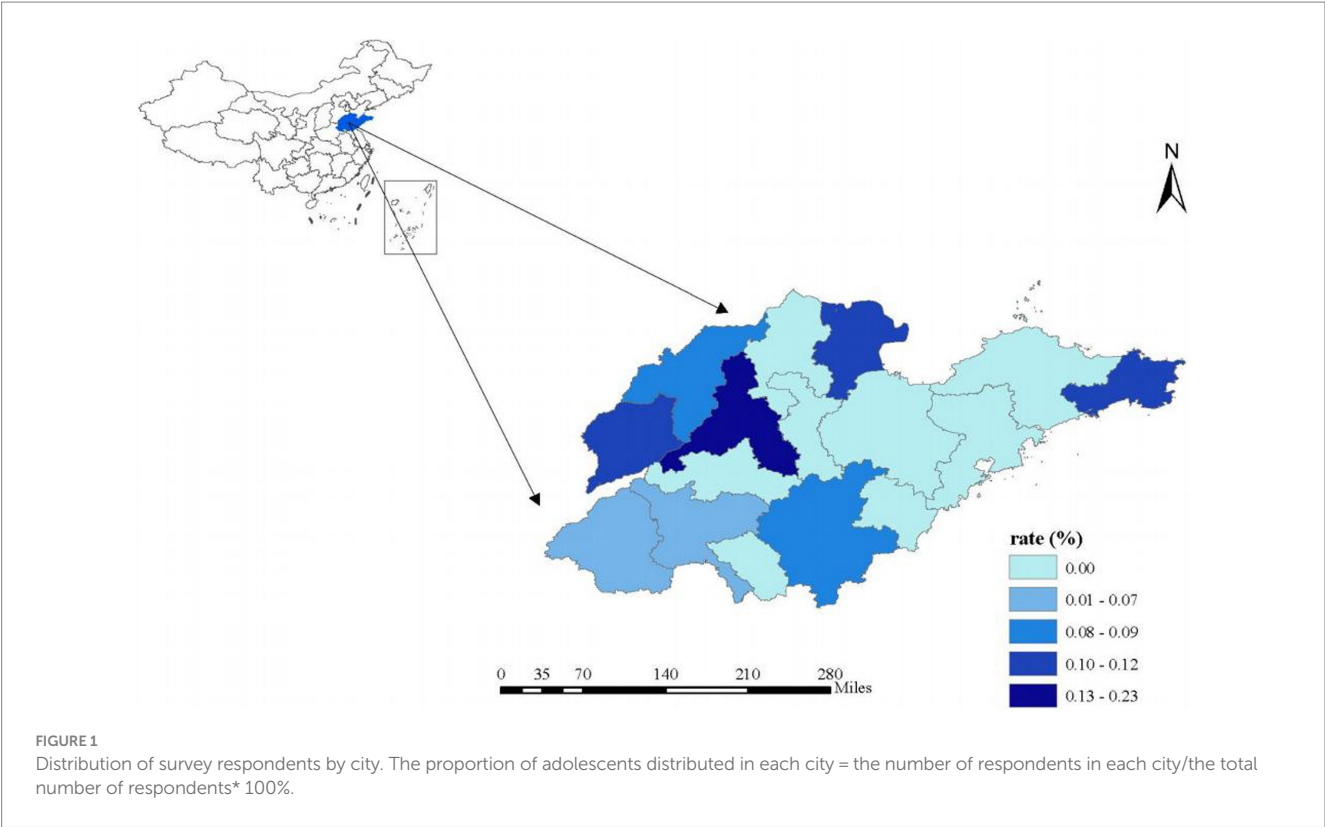 N
rate (%)
0.00
0.01 - 0.07
0.08 - 0.09
0.10 - 0.12
0.13 - 0.23
0 35 70 140 210 280
Miles
FIGURE 1
Distribution of survey respondents by city. The proportion of adolescents distributed in each city = the number of respondents in each city/the total
number of respondents* 100%.